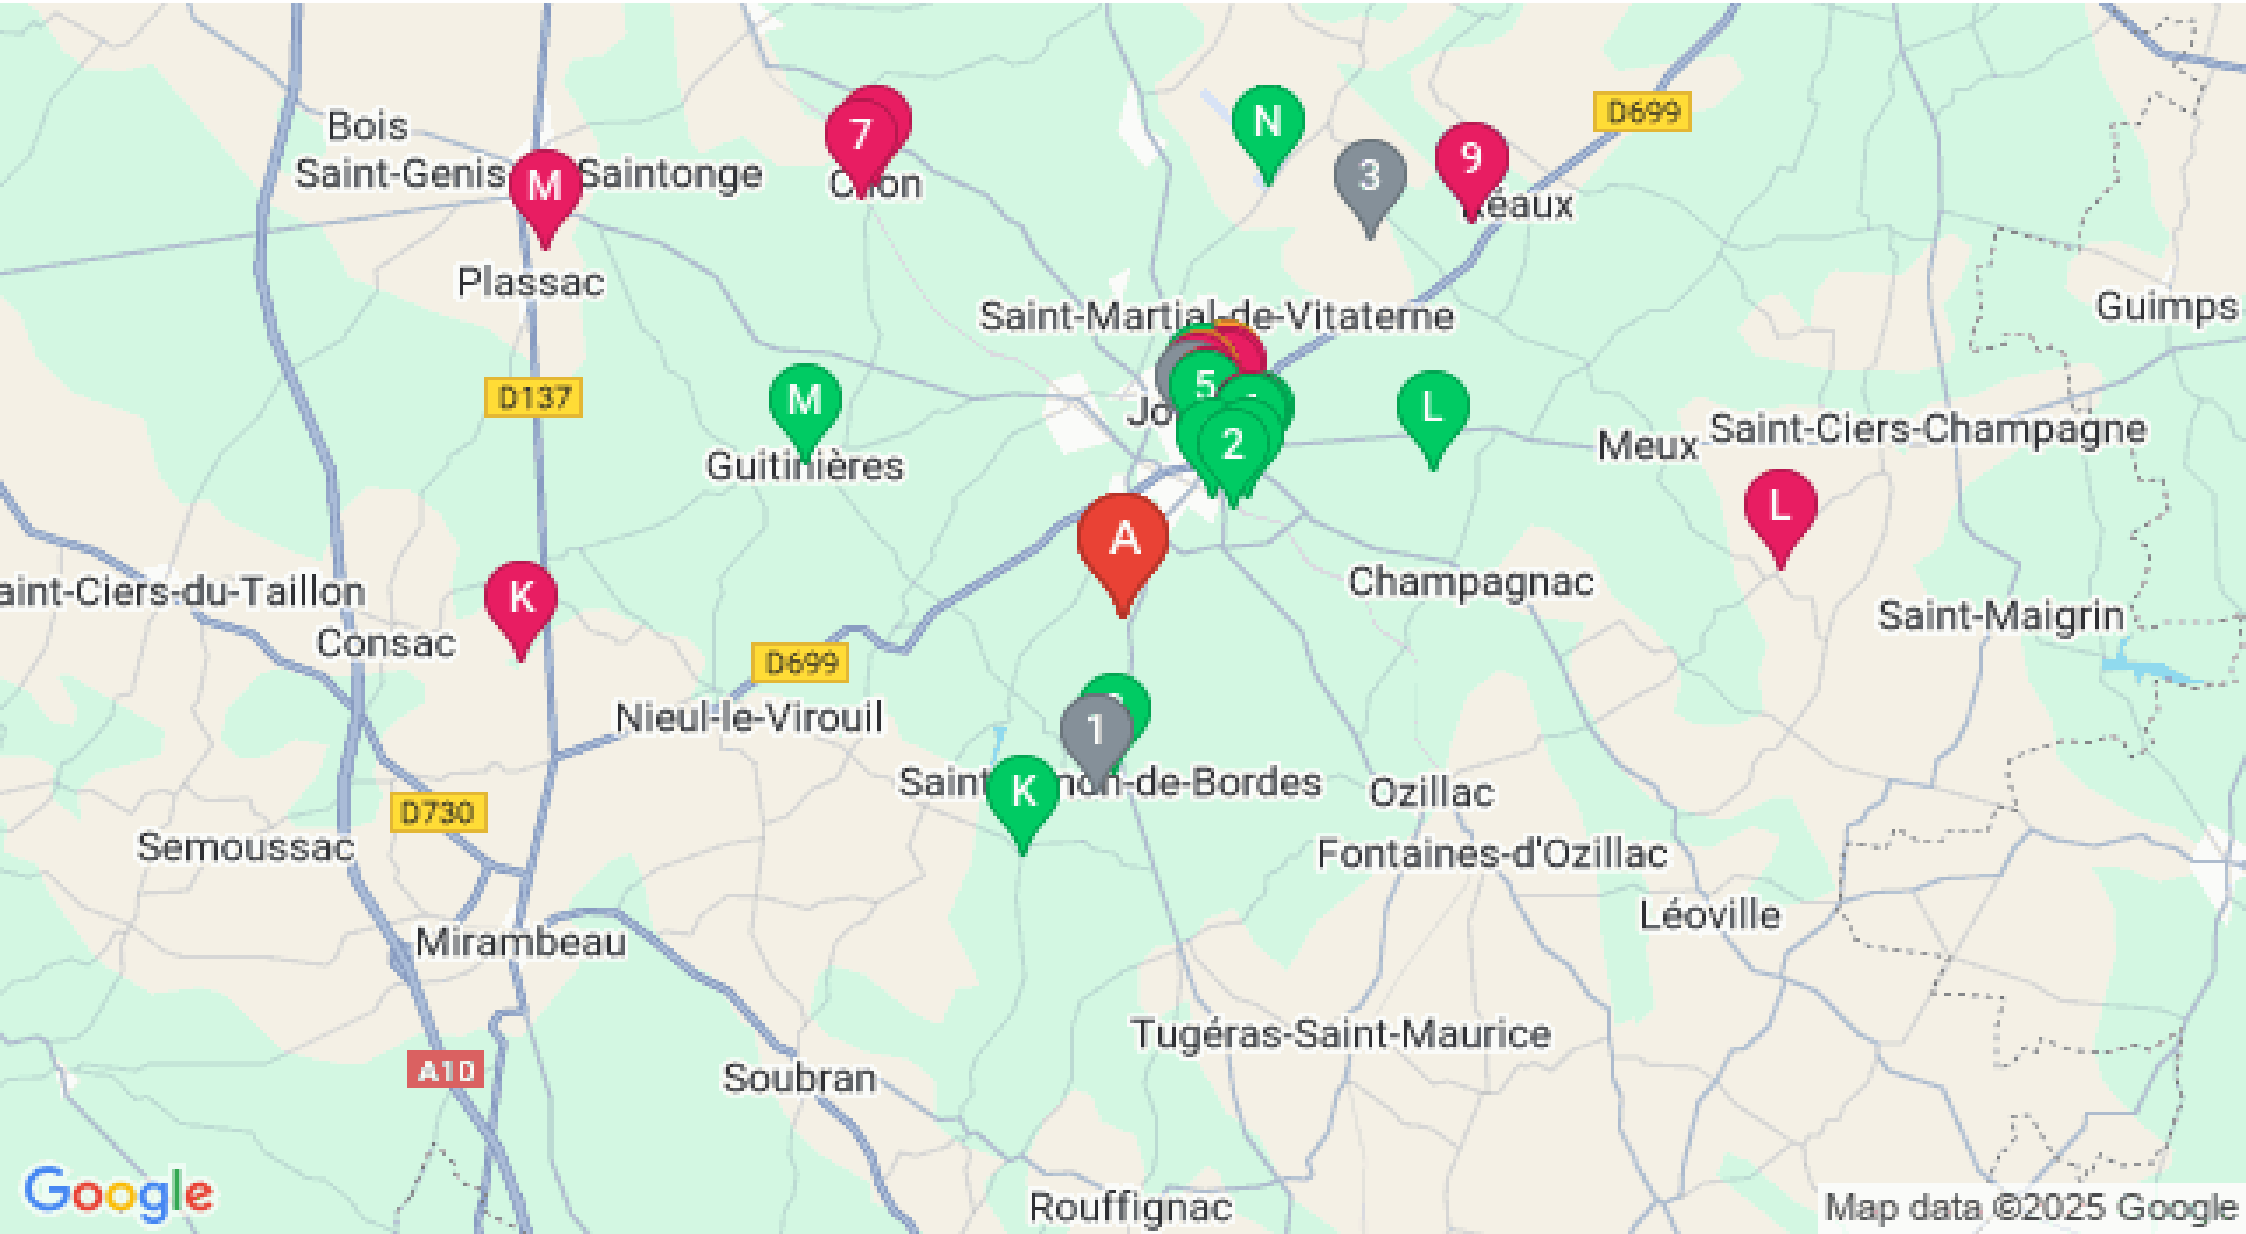 D699
Bois
N
7
9
3
Saint-Genis
M
Saintonge
Plassac
Saint-Martial-de-Vitaterne
Guimps
D137
M
5
L
Meux
Saint-Ciers-Champagne
2
Guitinières
L
A
Champagnac
aint-Ciers-du-Taillon
K
Consac
Saint-Maigrin
D699
Nieul-le-Virouil
1
K
-de-Bordes
Ozillac
D730
Semoussac
Fontaines-d'Ozillac
Léoville
Mirambeau
Tugéras-Saint-Maurice
A10
Soubran
Google
Rouffignac
Map data ©2025 Google